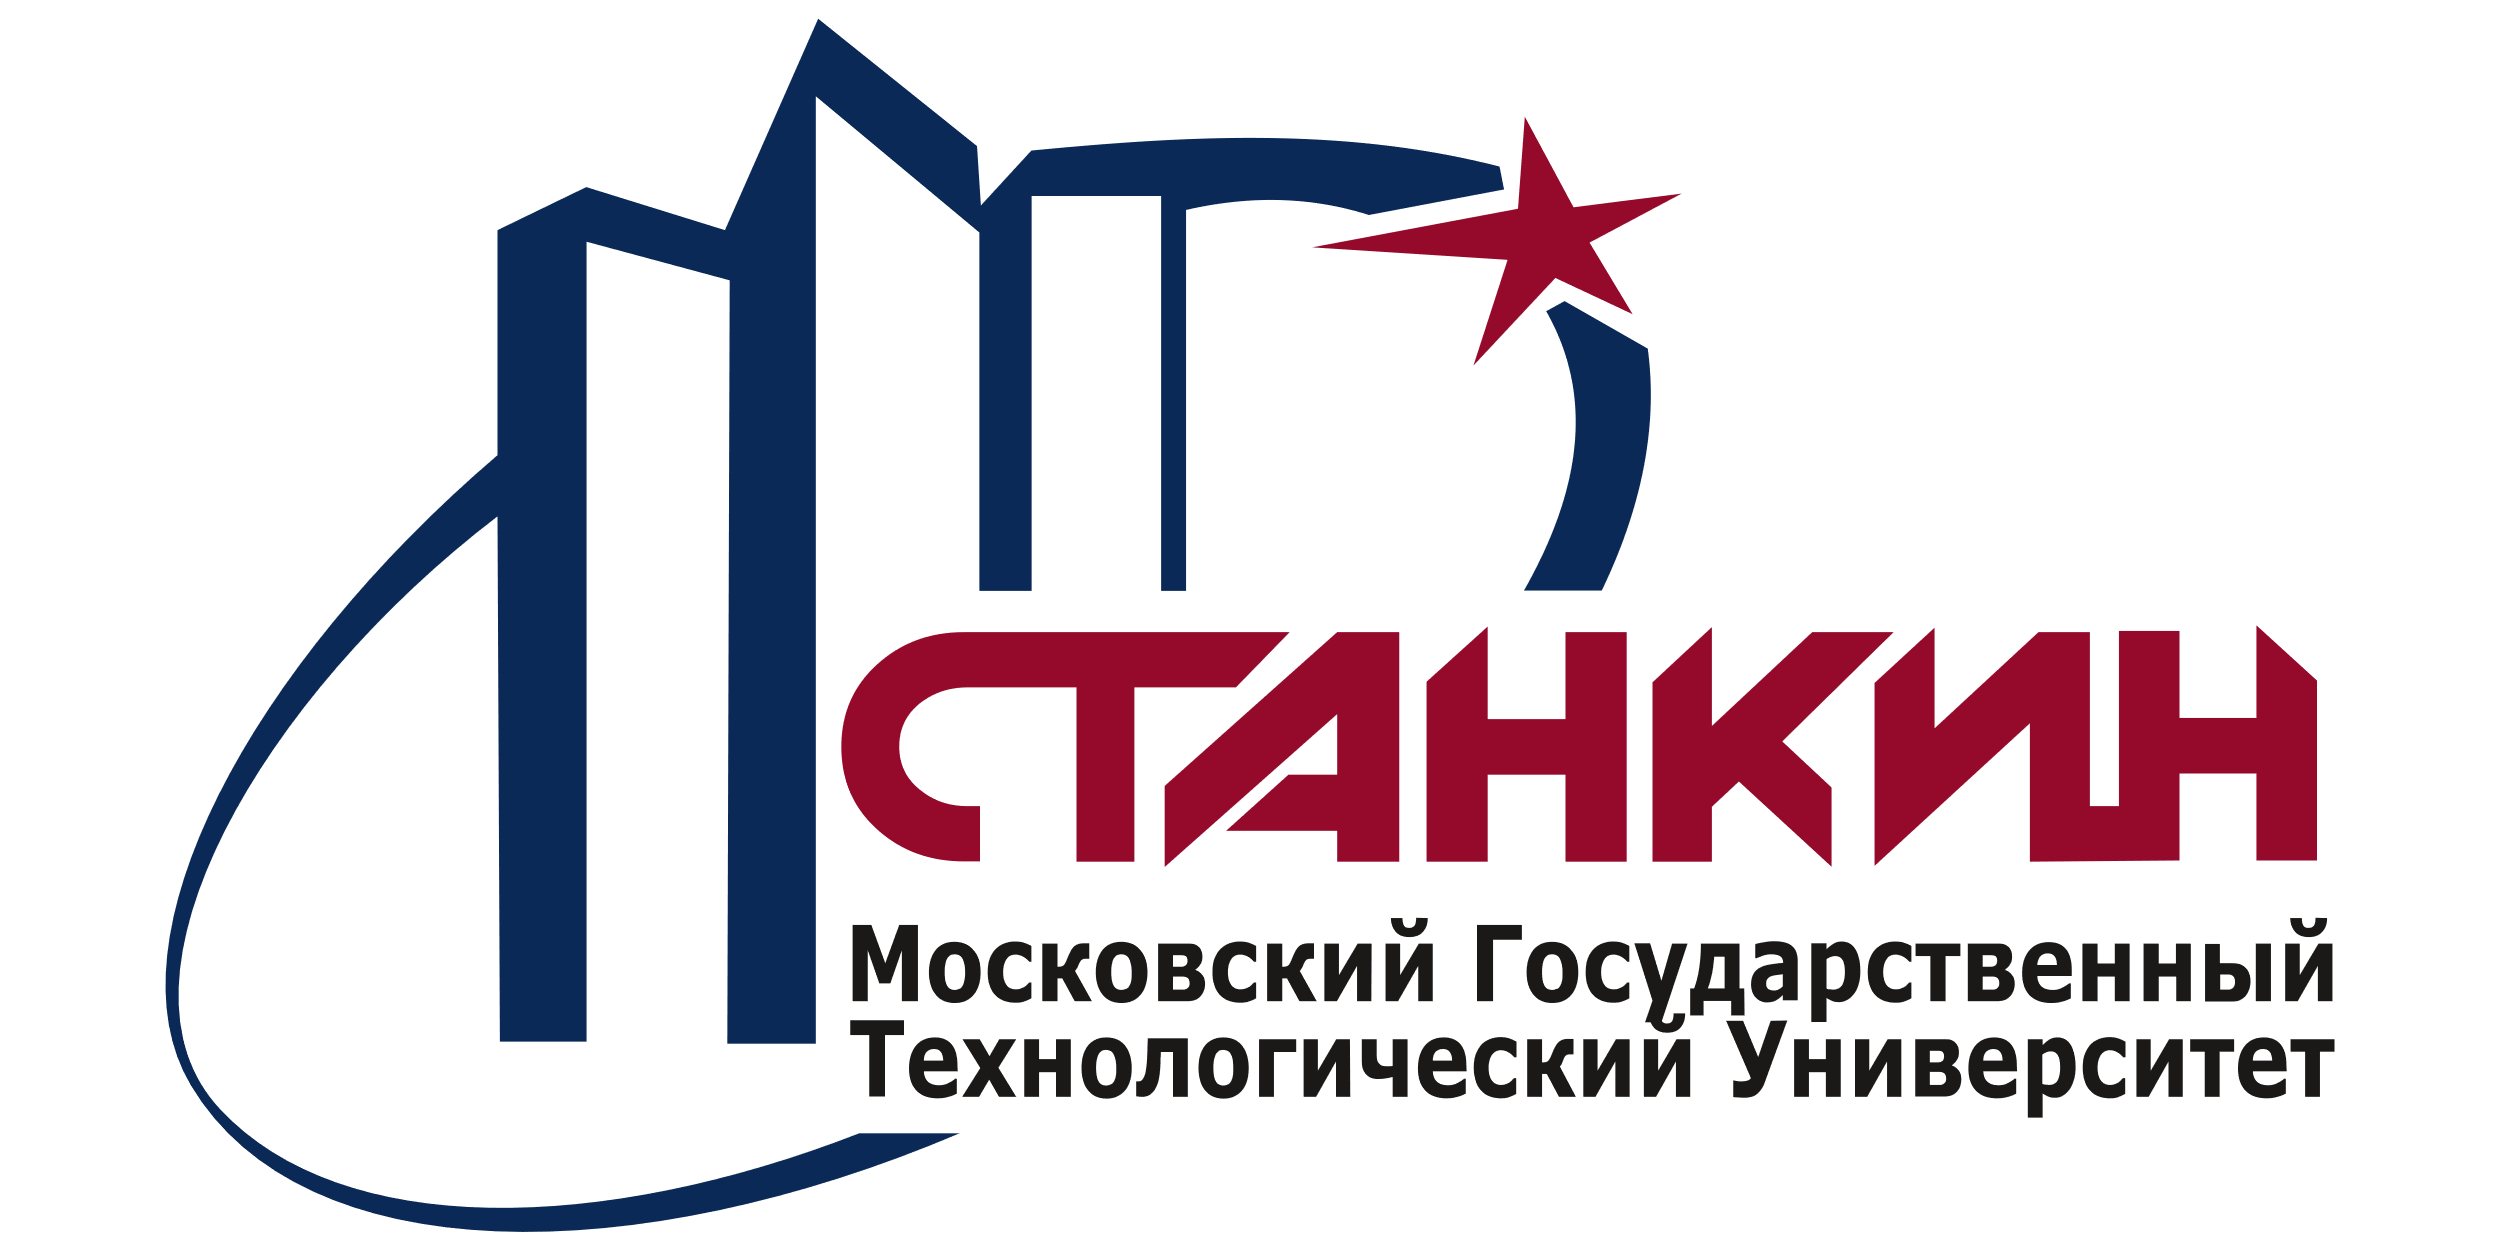 СТАНКИН
Московский Государственный
Технологический Университет